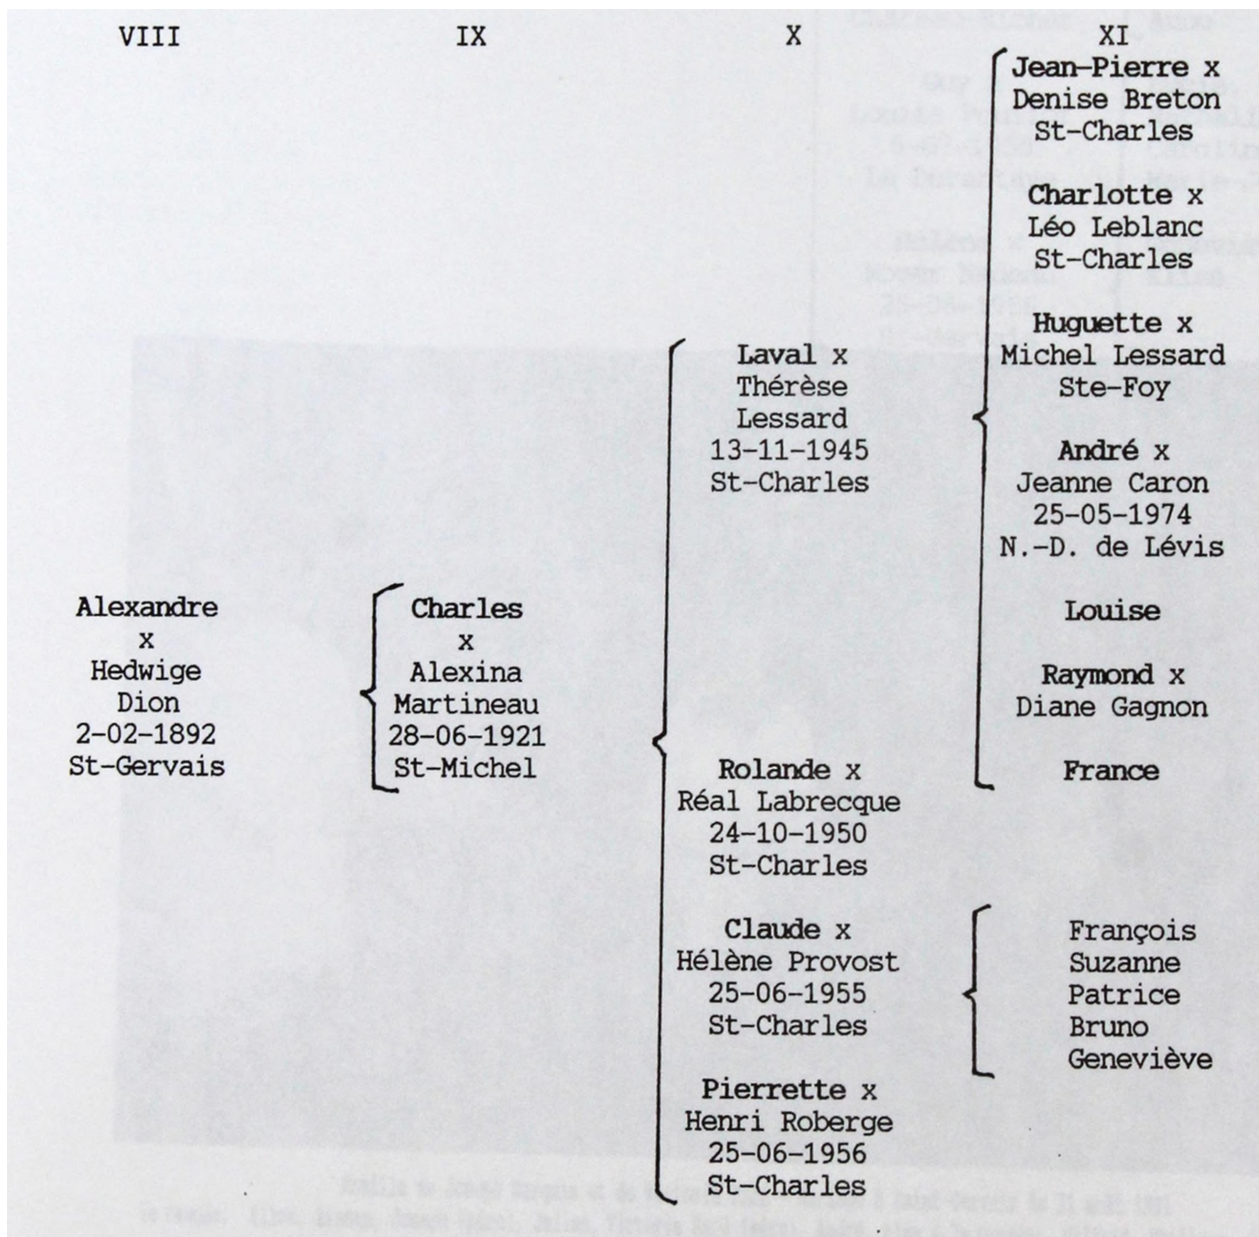 VIII IX X XI
Alexandre
x
Hedwige
Dion
2-02-1892
St-Gervais
Charles
x
Alexina
Martineau
28-06-1921
St-Michel
Laval x
Thérèse
Lessard
13-11-1945
St-Charles
Rolande x
Réal Labrecque
24-10-1950
St-Charles
Claude x
Hélène Provost
25-06-1955
St-Charles
Pierrette x
Henri Roberge
25-06-1956
St-Charles
Jean-Pierre x
Denise Breton
St-Charles
Charlotte x
Léo Leblanc
St-Charles
Huguette x
Michel Lessard
Ste-Foy
André x
Jeanne Caron
25-05-1974
N.-D. de Lévis
Louise
Raymond x
Diane Gagnon
France
François
Suzanne
Patrice
Bruno
Geneviève